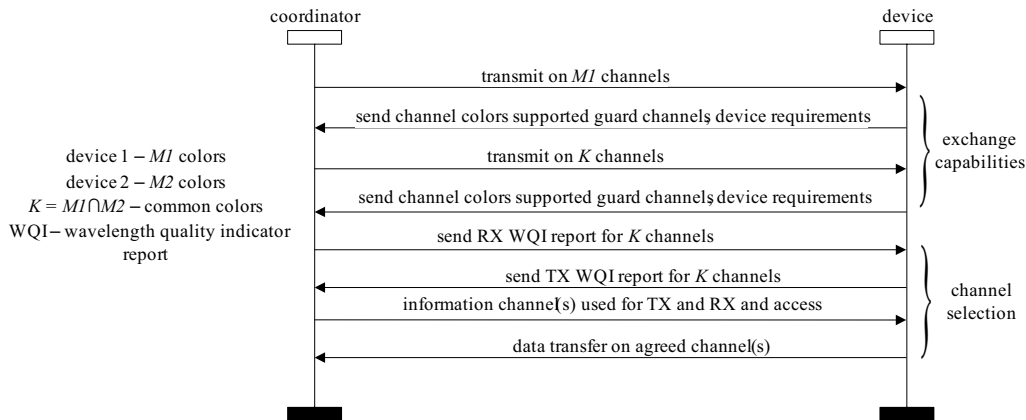 coordinator
device
transmit on M1 channels
send channel colors supported guard channels, device requirements
exchange
capabilities
transmit on K channels
send channel colors supported guard channels, device requirements
device 1 – M1 colors
device 2 – M2 colors
K = M1∩M2 – common colors
WQI – wavelength quality indicator
report
send RX WQI report for K channels
send TX WQI report for K channels
information channel(s) used for TX and RX and access
channel
selection
data transfer on agreed channel(s)